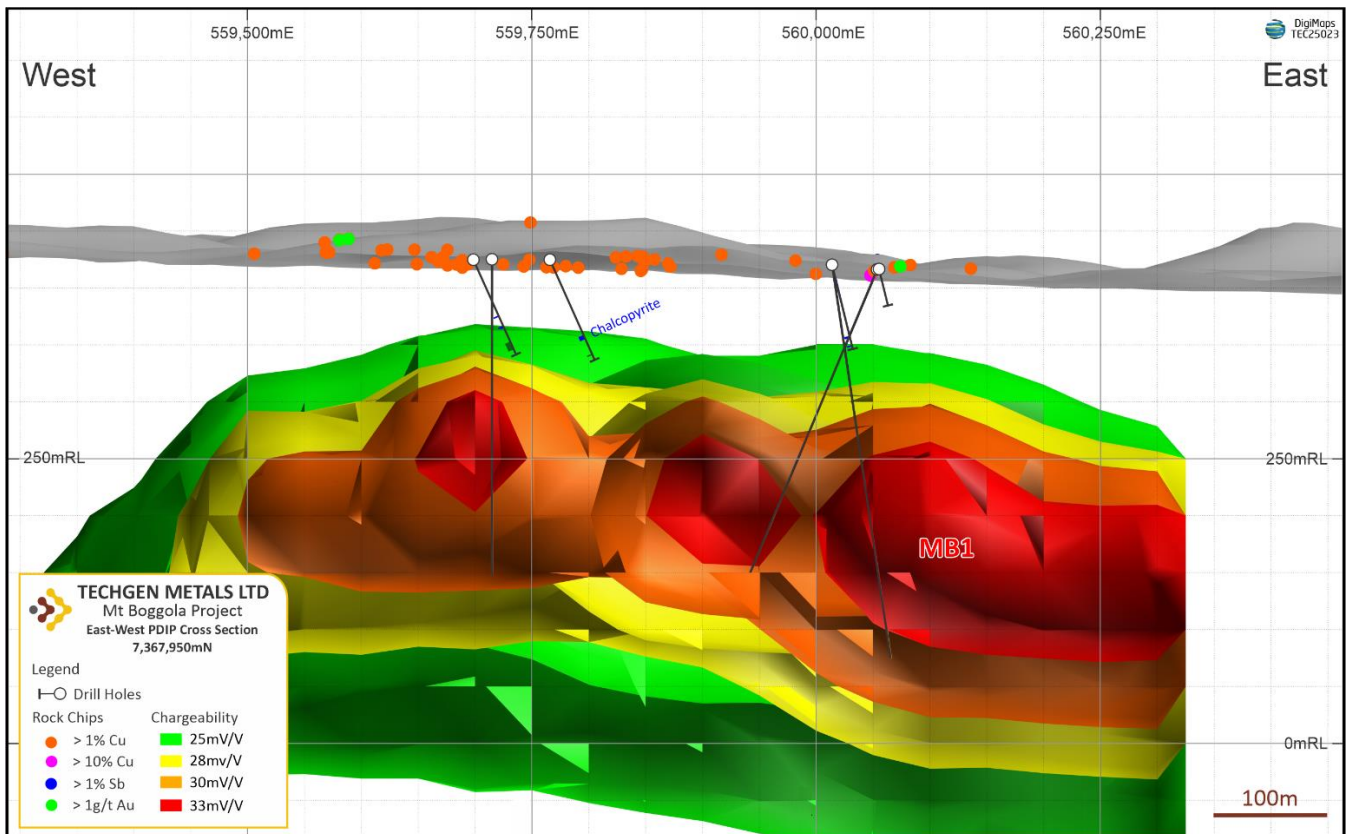 559,500mE
559,750mE
560,000mE
560,250mE
DigiMaps
TEC25023
West
East
Chalcopyrite
250mRL
250mRL
MB1
TECHGEN METALS LTD
Mt Boggola Project
East-West PDIP Cross Section
7,367,950mN
Legend
Drill Holes
Rock Chips
Chargeability
> 1% Cu
25mV/V
> 10% Cu
28mv/V
> 1% Sb
30mV/V
> 1g/t Au
33mV/V
0mRL
100m